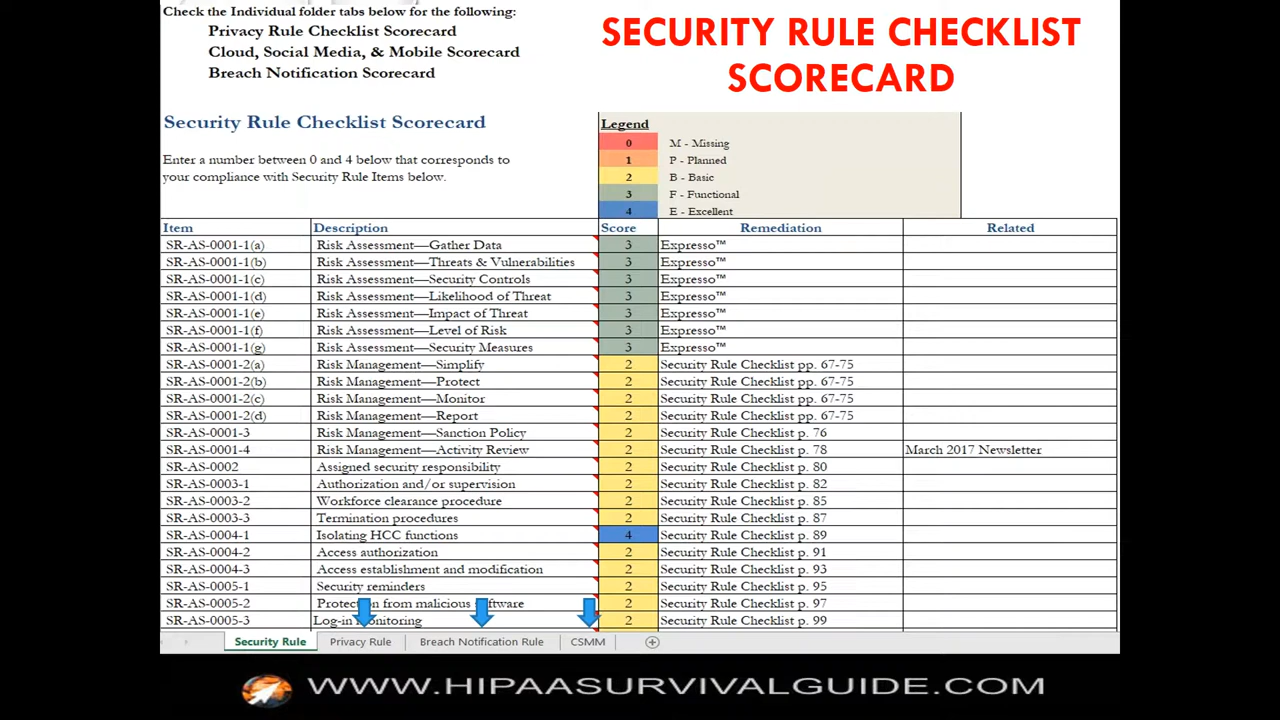 Check the Individual folder tabs below for the following:
Privacy Rule Checklist Scorecard
Cloud, Social Media, & Mobile Scorecard
Breach Notification Scorecard
SECURITY RULE CHECKLIST
SCORECARD
Security Rule Checklist Scorecard
Enter a number between 0 and 4 below that corresponds to
your compliance with Security Rule Items below.
Legend
0 M - Missing
1 P - Planned
2 B - Basic
3 F - Functional
4 E - Excellent
Item Description Score Remediation Related
SR-AS-0001-1(a) Risk Assessment—Gather Data 3 Expresso™
SR-AS-0001-1(b) Risk Assessment—Threats & Vulnerabilities 3 Expresso™
SR-AS-0001-1(c) Risk Assessment—Security Controls 3 Expresso™
SR-AS-0001-1(d) Risk Assessment—Likelihood of Threat 3 Expresso™
SR-AS-0001-1(e) Risk Assessment—Impact of Threat 3 Expresso™
SR-AS-0001-1(f) Risk Assessment—Level of Risk 3 Expresso™
SR-AS-0001-1(g) Risk Assessment—Security Measures 3 Expresso™
SR-AS-0001-2(a) Risk Management—Simplify 2 Security Rule Checklist pp. 67-75
SR-AS-0001-2(b) Risk Management—Protect 2 Security Rule Checklist pp. 67-75
SR-AS-0001-2(c) Risk Management—Monitor 2 Security Rule Checklist pp. 67-75
SR-AS-0001-2(d) Risk Management—Report 2 Security Rule Checklist pp. 67-75
SR-AS-0001-3 Risk Management—Sanction Policy 2 Security Rule Checklist p. 76
SR-AS-0001-4 Risk Management—Activity Review 2 Security Rule Checklist p. 78 March 2017 Newsletter
SR-AS-0002 Assigned security responsibility 2 Security Rule Checklist p. 80
SR-AS-0003-1 Authorization and/or supervision 2 Security Rule Checklist p. 82
SR-AS-0003-2 Workforce clearance procedure 2 Security Rule Checklist p. 85
SR-AS-0003-3 Termination procedures 2 Security Rule Checklist p. 87
SR-AS-0004-1 Isolating HCC functions 4 Security Rule Checklist p. 89
SR-AS-0004-2 Access authorization 2 Security Rule Checklist p. 91
SR-AS-0004-3 Access establishment and modification 2 Security Rule Checklist p. 93
SR-AS-0005-1 Security reminders 2 Security Rule Checklist p. 95
SR-AS-0005-2 Protection from malicious software 2 Security Rule Checklist p. 97
SR-AS-0005-3 Log-in monitoring 2 Security Rule Checklist p. 99
Security Rule Privacy Rule Breach Notification Rule CSMM
WWW.HIPAASURVIVALGUIDE.COM